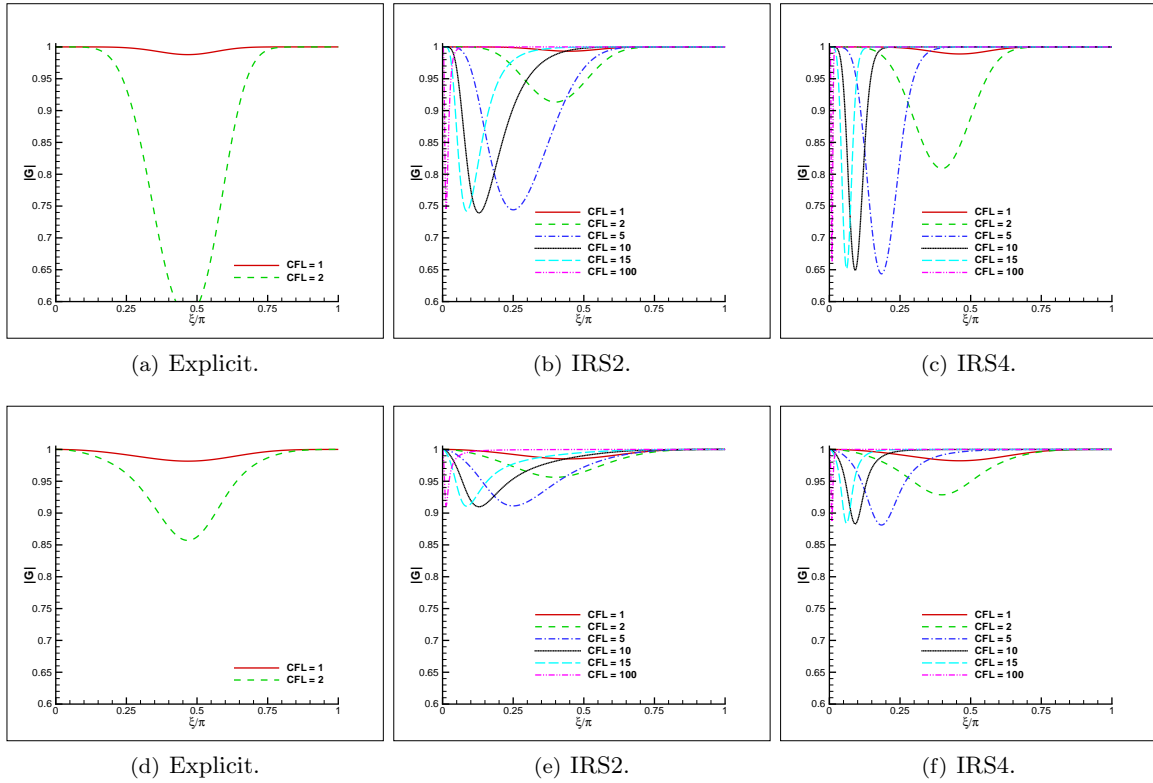 |G|
1
0.95
0.9
0.85
0.8
0.75
0.7
0.65
0.6
0
0.25
0.5
0.75
1
ξ/π
CFL = 1
CFL = 2
(a) Explicit.
|G|
1
0.95
0.9
0.85
0.8
0.75
0.7
0.65
0.6
0
0.25
0.5
0.75
1
ξ/π
CFL = 1
CFL = 2
CFL = 5
CFL = 10
CFL = 15
CFL = 100
(b) IRS2.
|G|
1
0.95
0.9
0.85
0.8
0.75
0.7
0.65
0.6
0
0.25
0.5
0.75
1
ξ/π
CFL = 1
CFL = 2
CFL = 5
CFL = 10
CFL = 15
CFL = 100
(c) IRS4.
|G|
1
0.95
0.9
0.85
0.8
0.75
0.7
0.65
0.6
0
0.25
0.5
0.75
1
ξ/π
CFL = 1
CFL = 2
(d) Explicit.
|G|
1
0.95
0.9
0.85
0.8
0.75
0.7
0.65
0.6
0
0.25
0.5
0.75
1
ξ/π
CFL = 1
CFL = 2
CFL = 5
CFL = 10
CFL = 15
CFL = 100
(e) IRS2.
|G|
1
0.95
0.9
0.85
0.8
0.75
0.7
0.65
0.6
0
0.25
0.5
0.75
1
ξ/π
CFL = 1
CFL = 2
CFL = 5
CFL = 10
CFL = 15
CFL = 100
(f) IRS4.